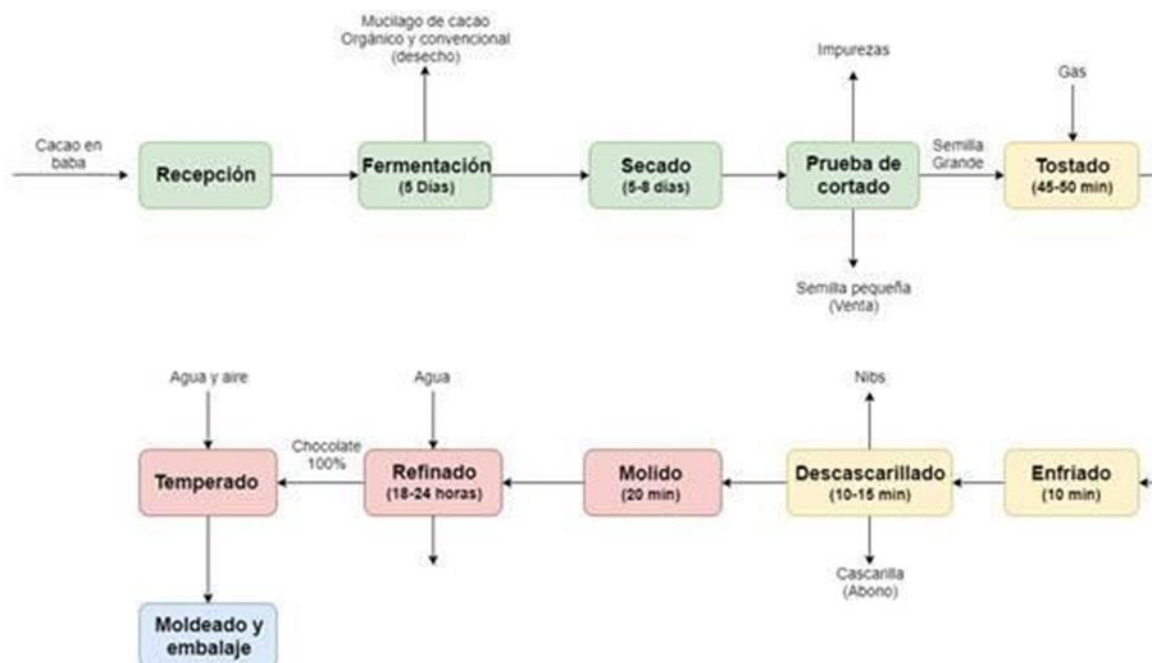 Mucilago de cacao
Orgánico y convencional
(desecho)
Impurezas
Gas
Cacao en
baba
Recepción
Fermentación
(5 Días)
Secado
(5-8 días)
Prueba de
cortado
Semilla
Grande
Tostado
(45-50 min)
Semilla pequeña
(Venta)
Agua y aire
Agua
Nibs
Temperado
Chocolate
100%
Refinado
(18-24 horas)
Molido
(20 min)
Descascarillado
(10-15 min)
Enfriado
(10 min)
Cascarilla
(Abono)
Moldeado y
embalaje